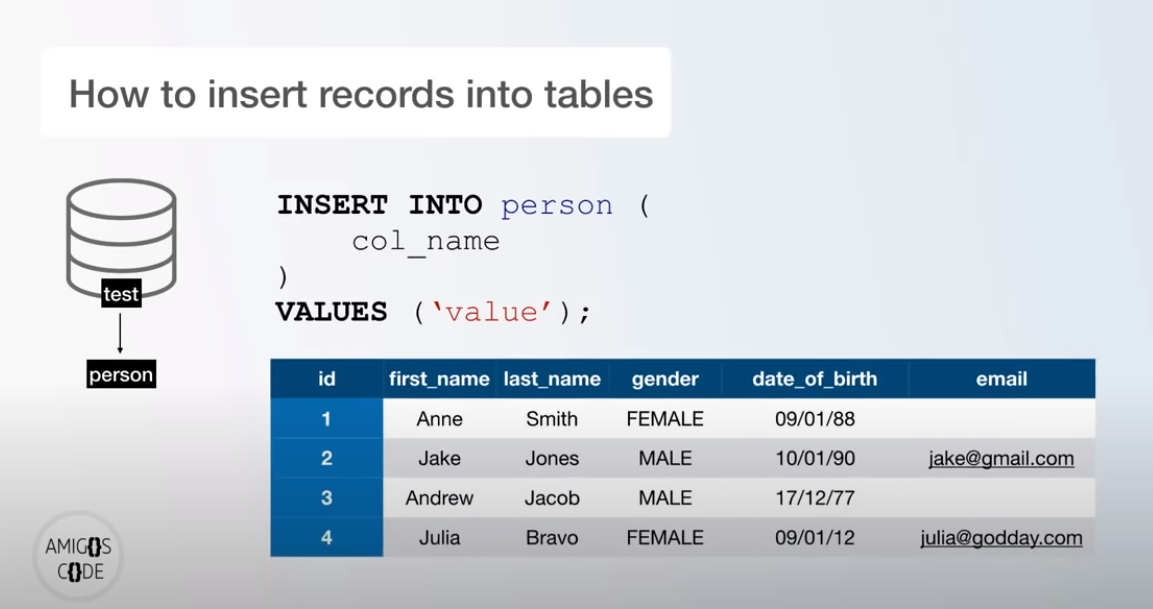 How to insert records into tables
INSERT INTO person (
col_name
)
VALUES (‘value’);
test
person
id first_name last_name gender date_of_birth email
1 Anne Smith FEMALE 09/01/88
2 Jake Jones MALE 10/01/90 jake@gmail.com
3 Andrew Jacob MALE 17/12/77
4 Julia Bravo FEMALE 09/01/12 julia@godday.com
AMIG{}S
C{}DE